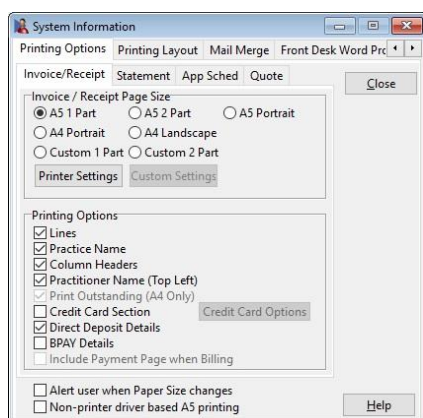 System Information
Printing Options Printing Layout Mail Merge Front Desk Word Prc
Invoice/Receipt Statement App Sched Quote
Close
Invoice / Receipt Page Size
A5 1 Part A5 2 Part A5 Portrait
A4 Portrait A4 Landscape
Custom 1 Part Custom 2 Part
Printer Settings Custom Settings
Printing Options
Lines
Practice Name
Column Headers
Practitioner Name (Top Left)
Print Outstanding (A4 Only)
Credit Card Section Credit Card Options
Direct Deposit Details
BPAY Details
Include Payment Page when Billing
Alert user when Paper Size changes
Non-printer driver based A5 printing
Help